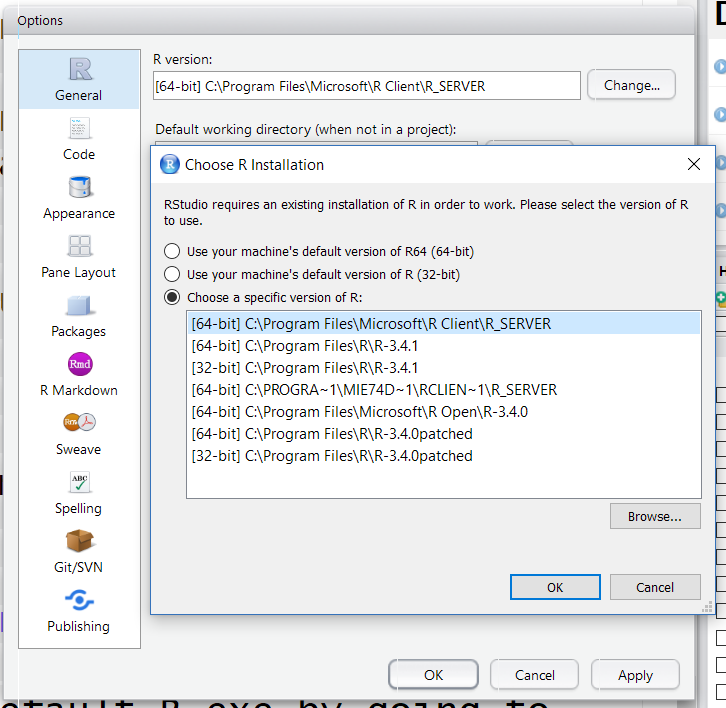 Options
R version:
[64-bit] C:\Program Files\Microsoft\R Client\R_SERVER
Change...
Default working directory (when not in a project):
General
Code
Appearance
Pane Layout
Packages
Rmd
R Markdown
Sweave
ABC
Spelling
Git/SVN
Publishing
Choose R Installation
RStudio requires an existing installation of R in order to work. Please select the version of R
to use.
Use your machine's default version of R64 (64-bit)
Use your machine's default version of R (32-bit)
Choose a specific version of R:
[64-bit] C:\Program Files\Microsoft\R Client\R_SERVER
[64-bit] C:\Program Files\R\R-3.4.1
[32-bit] C:\Program Files\R\R-3.4.1
[64-bit] C:\PROGRA~1\MIE74D~1\RCLIEN~1\R_SERVER
[64-bit] C:\Program Files\Microsoft\R Open\R-3.4.0
[64-bit] C:\Program Files\R\R-3.4.0patched
[32-bit] C:\Program Files\R\R-3.4.0patched
Browse...
OK
Cancel
OK
Cancel
Apply
R exe by going to